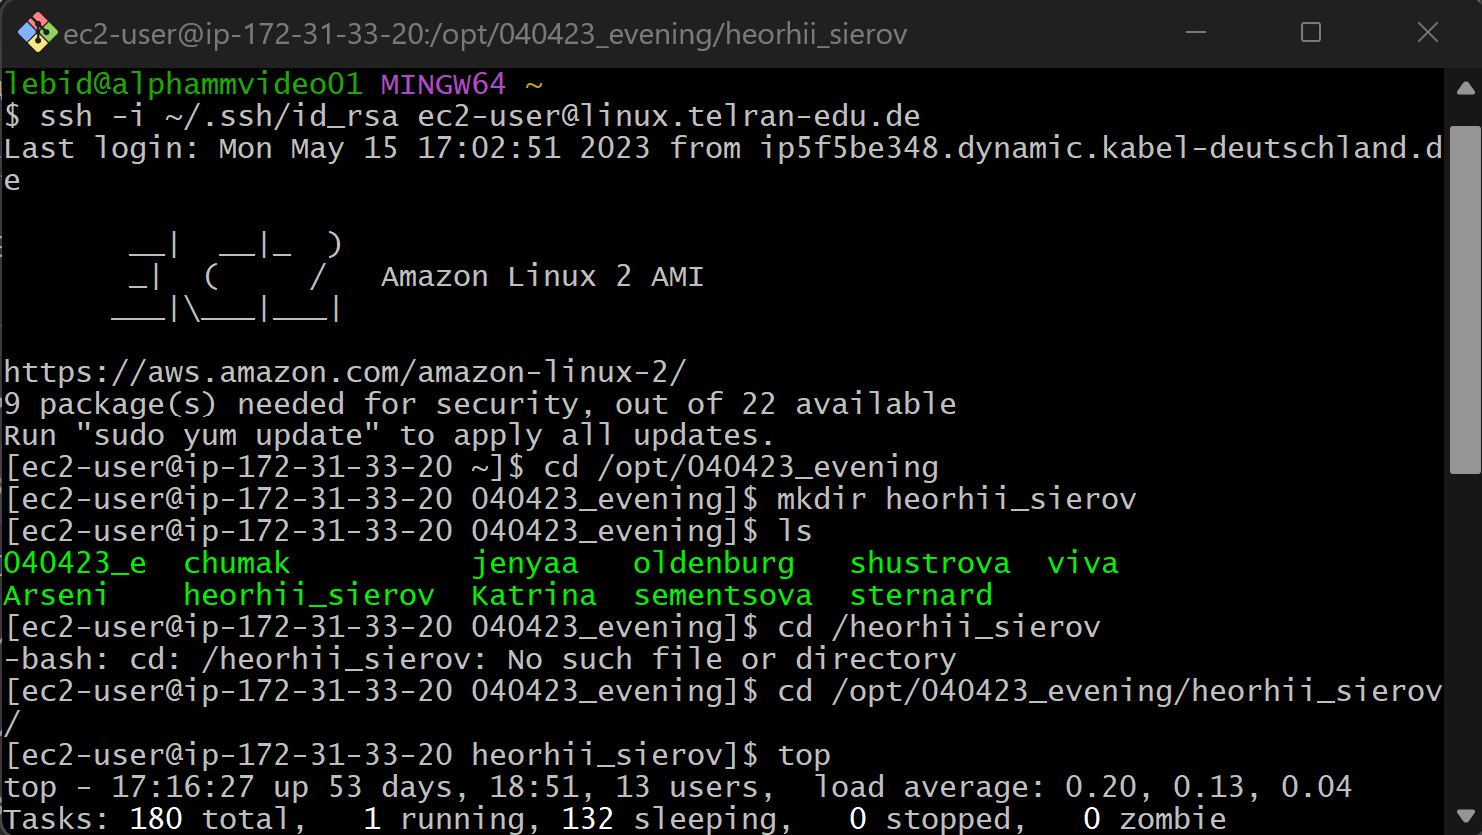 ec2-user@ip-172-31-33-20:/opt/040423_evening/heorhii_sierov
lebid@alphammvideo01 MINGW64 ~
$ ssh -i ~/.ssh/id_rsa ec2-user@linux.telran-edu.de
Last login: Mon May 15 17:02:51 2023 from ip5f5be348.dynamic.kabel-deutschland.d
e
       __|  __|_  )
       _|  (     /   Amazon Linux 2 AMI
      ___|\___|___|
https://aws.amazon.com/amazon-linux-2/
9 package(s) needed for security, out of 22 available
Run "sudo yum update" to apply all updates.
[ec2-user@ip-172-31-33-20 ~]$ cd /opt/040423_evening
[ec2-user@ip-172-31-33-20 040423_evening]$ mkdir heorhii_sierov
[ec2-user@ip-172-31-33-20 040423_evening]$ ls
040423_e  chumak          jenyaa   oldenburg   shustrova  viva
Arseni    heorhii_sierov  Katrina  sementsova  sternard
[ec2-user@ip-172-31-33-20 040423_evening]$ cd /heorhii_sierov
-bash: cd: /heorhii_sierov: No such file or directory
[ec2-user@ip-172-31-33-20 040423_evening]$ cd /opt/040423_evening/heorhii_sierov
/
[ec2-user@ip-172-31-33-20 heorhii_sierov]$ top
top - 17:16:27 up 53 days, 18:51, 13 users,  load average: 0.20, 0.13, 0.04
Tasks: 180 total,   1 running, 132 sleeping,   0 stopped,   0 zombie